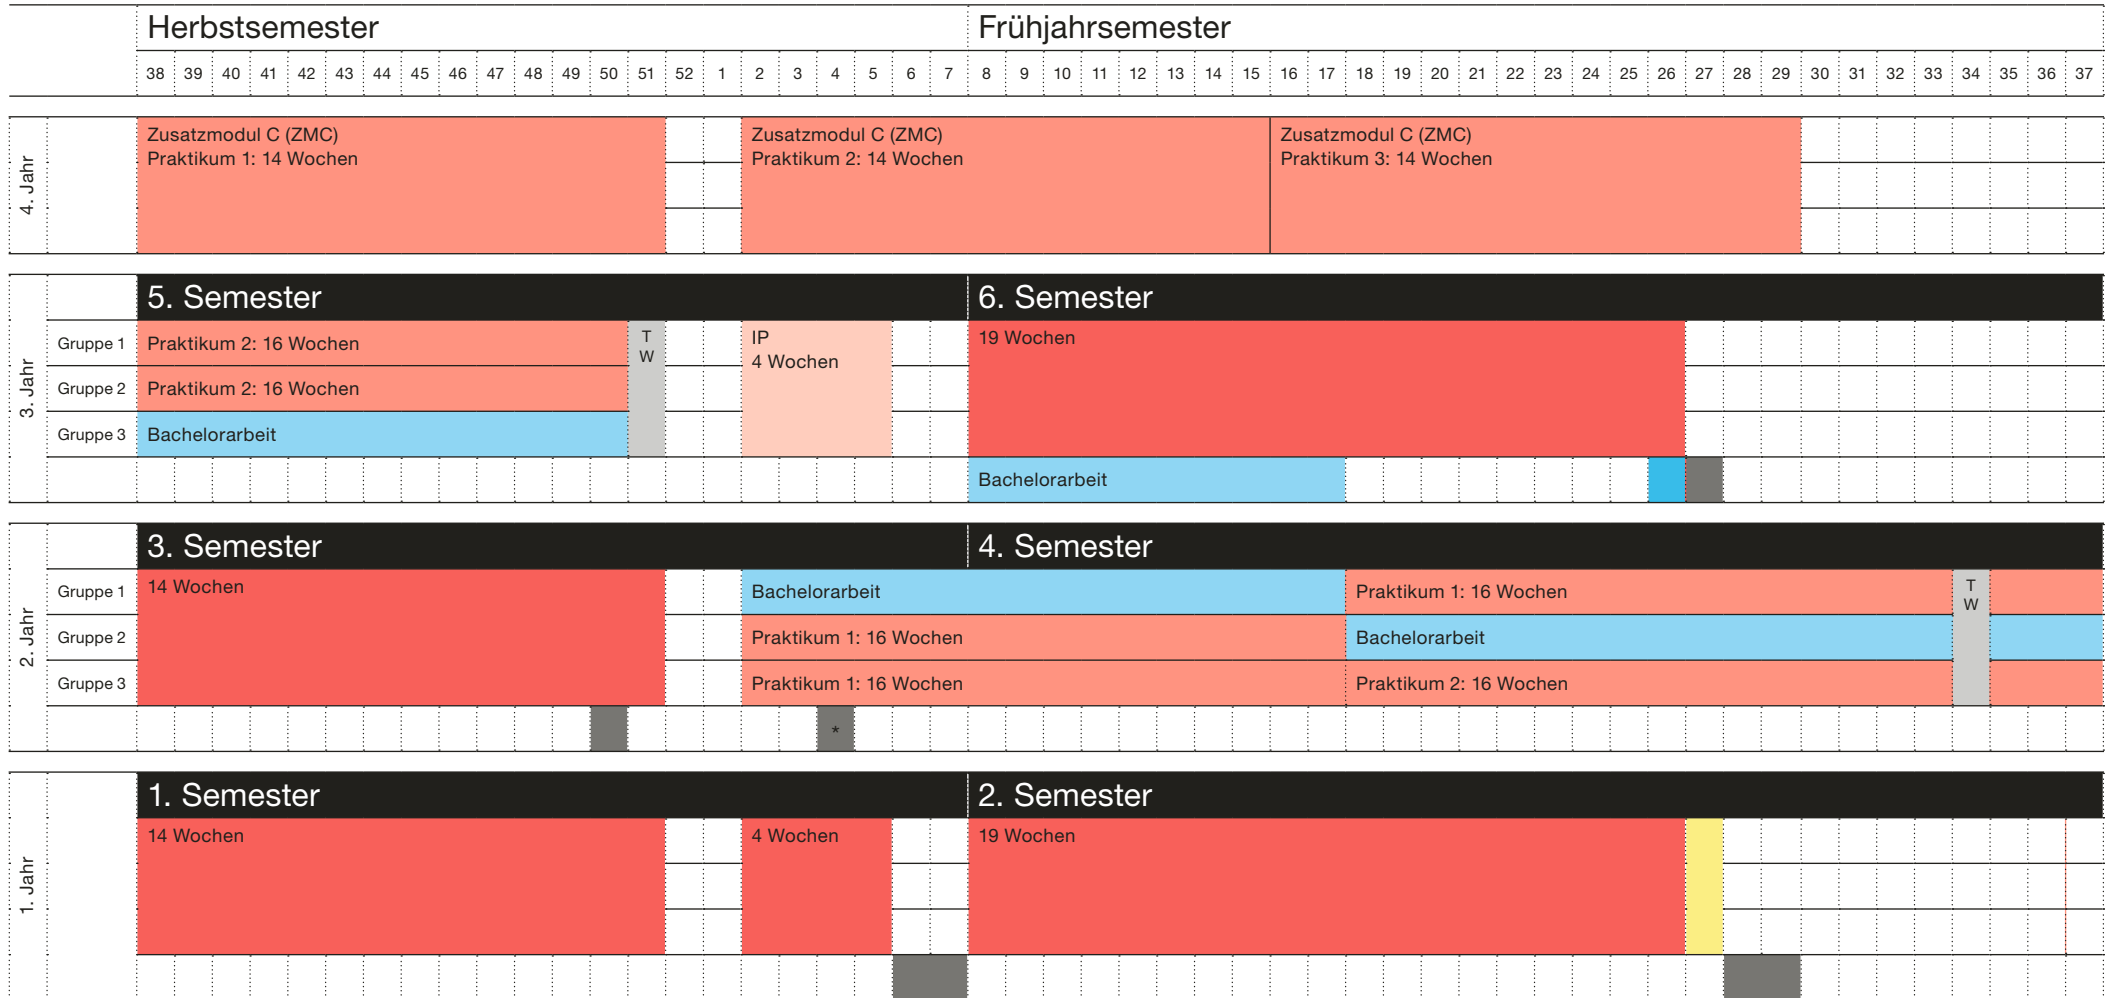 Herbstsemester Frühjahrsemester
38 39 40 41 42 43 44 45 46 47 48 49 50 51 52 1 2 3 4 5 6 7 8 9 10 11 12 13 14 15 16 17 18 19 20 21 22 23 24 25 26 27 28 29 30 31 32 33 34 35 36 37
4. Jahr
Zusatzmodul C (ZMC)
Praktikum 1: 14 Wochen
Zusatzmodul C (ZMC)
Praktikum 2: 14 Wochen
Zusatzmodul C (ZMC)
Praktikum 3: 14 Wochen
3. Jahr
5. Semester 6. Semester
Gruppe 1 Praktikum 2: 16 Wochen
Gruppe 2 Praktikum 2: 16 Wochen
Gruppe 3 Bachelorarbeit
T
W
IP
4 Wochen
19 Wochen
Bachelorarbeit
2. Jahr
3. Semester 4. Semester
14 Wochen
Gruppe 1 Bachelorarbeit Praktikum 1: 16 Wochen
Gruppe 2 Praktikum 1: 16 Wochen Bachelorarbeit
Gruppe 3 Praktikum 1: 16 Wochen Praktikum 2: 16 Wochen
T
W
*
1. Jahr
1. Semester 2. Semester
14 Wochen 4 Wochen 19 Wochen